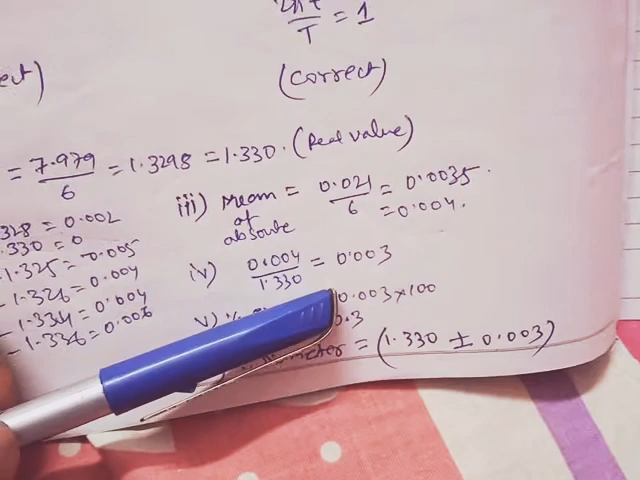 = 1
T
ect)
(Correct)
= 7.979/6 = 1.3298 = 1.330. (Real value)
iii) mean of absolute = 0.021/6 = 0.0035.
= 0.004.
328 = 0.002
.330 = 0
-1.325 = 0.005
-1.326 = 0.004
-1.334 = 0.004
-1.336 = 0.006
iv) 0.004/1.330 = 0.003
v) 0.003×100
0.3
meter = (1.330 ± 0.003)